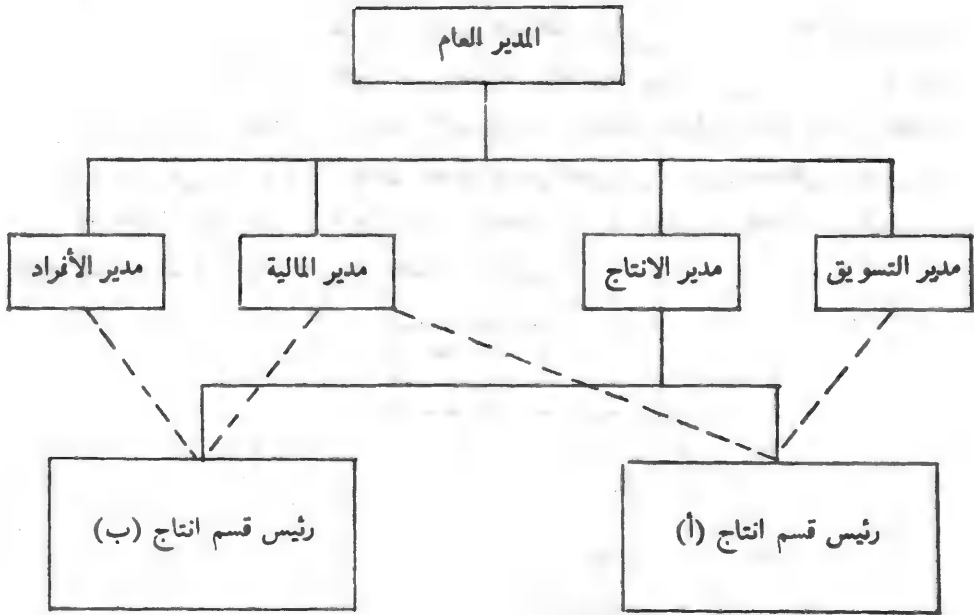 المدير العام
مدير التسويق
مدير الانتاج
مدير المالية
مدير الأفراد
رئيس قسم انتاج (أ)
رئيس قسم انتاج (ب)